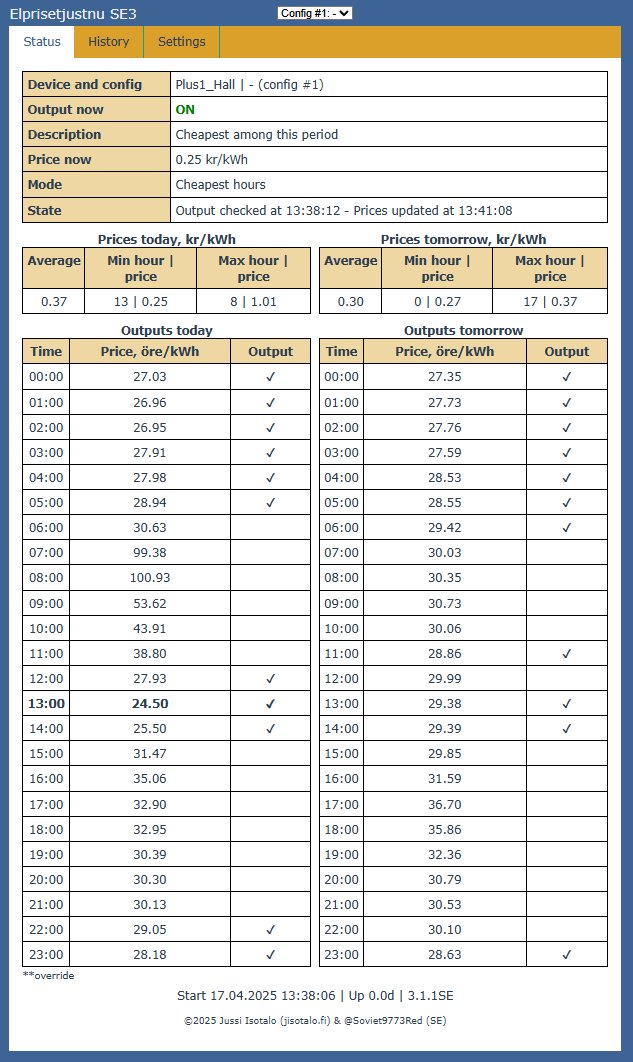 Elprisetjustnu SE3 Config #1: -
Status History Settings
Device and config Plus1_Hall | - (config #1)
Output now ON
Description Cheapest among this period
Price now 0.25 kr/kWh
Mode Cheapest hours
State Output checked at 13:38:12 - Prices updated at 13:41:08
Prices today, kr/kWh
Average Min hour | price Max hour | price
0.37 13 | 0.25 8 | 1.01
Prices tomorrow, kr/kWh
Average Min hour | price Max hour | price
0.30 0 | 0.27 17 | 0.37
Outputs today
Time Price, öre/kWh Output
00:00 27.03 ✓
01:00 26.96 ✓
02:00 26.95 ✓
03:00 27.91 ✓
04:00 27.98 ✓
05:00 28.94 ✓
06:00 30.63
07:00 99.38
08:00 100.93
09:00 53.62
10:00 43.91
11:00 38.80
12:00 27.93 ✓
13:00 24.50 ✓
14:00 25.50 ✓
15:00 31.47
16:00 35.06
17:00 32.90
18:00 32.95
19:00 30.39
20:00 30.30
21:00 30.13
22:00 29.05 ✓
23:00 28.18 ✓
Outputs tomorrow
Time Price, öre/kWh Output
00:00 27.35 ✓
01:00 27.73 ✓
02:00 27.76 ✓
03:00 27.59 ✓
04:00 28.53 ✓
05:00 28.55 ✓
06:00 29.42 ✓
07:00 30.03
08:00 30.35
09:00 30.73
10:00 30.06
11:00 28.86 ✓
12:00 29.99
13:00 29.38 ✓
14:00 29.39 ✓
15:00 29.85
16:00 31.59
17:00 36.70
18:00 35.86
19:00 32.36
20:00 30.79
21:00 30.53
22:00 30.10
23:00 28.63 ✓
**override
Start 17.04.2025 13:38:06 | Up 0.0d | 3.1.1SE
©2025 Jussi Isotalo (jisotalo.fi) & @Soviet9773Red (SE)